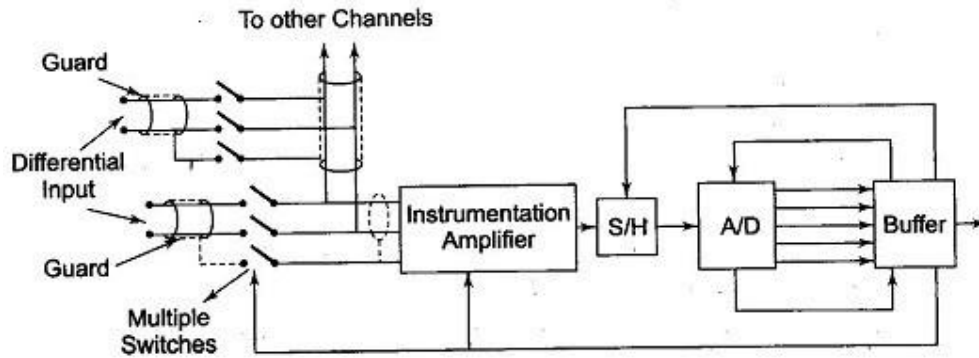 To other Channels
Guard
Differential
Input
Guard
Multiple
Switches
Instrumentation
Amplifier
S/H
A/D
Buffer